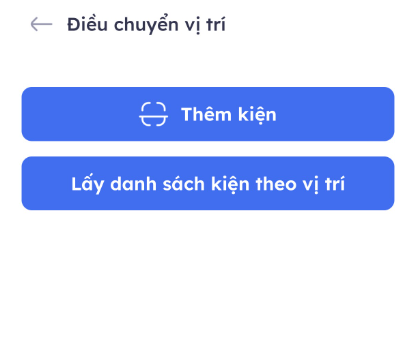 Điều chuyển vị trí
Thêm kiện
Lấy danh sách kiện theo vị trí